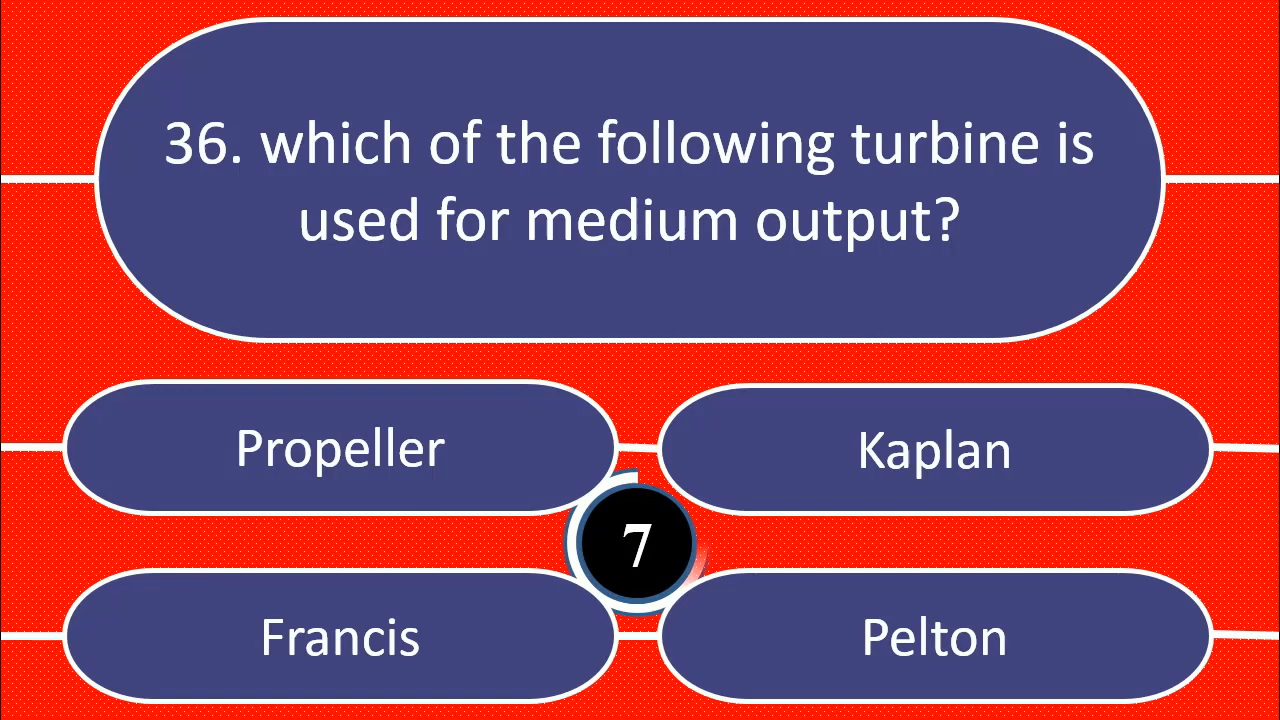 36. which of the following turbine is
used for medium output?
Propeller
Kaplan
7
Francis
Pelton